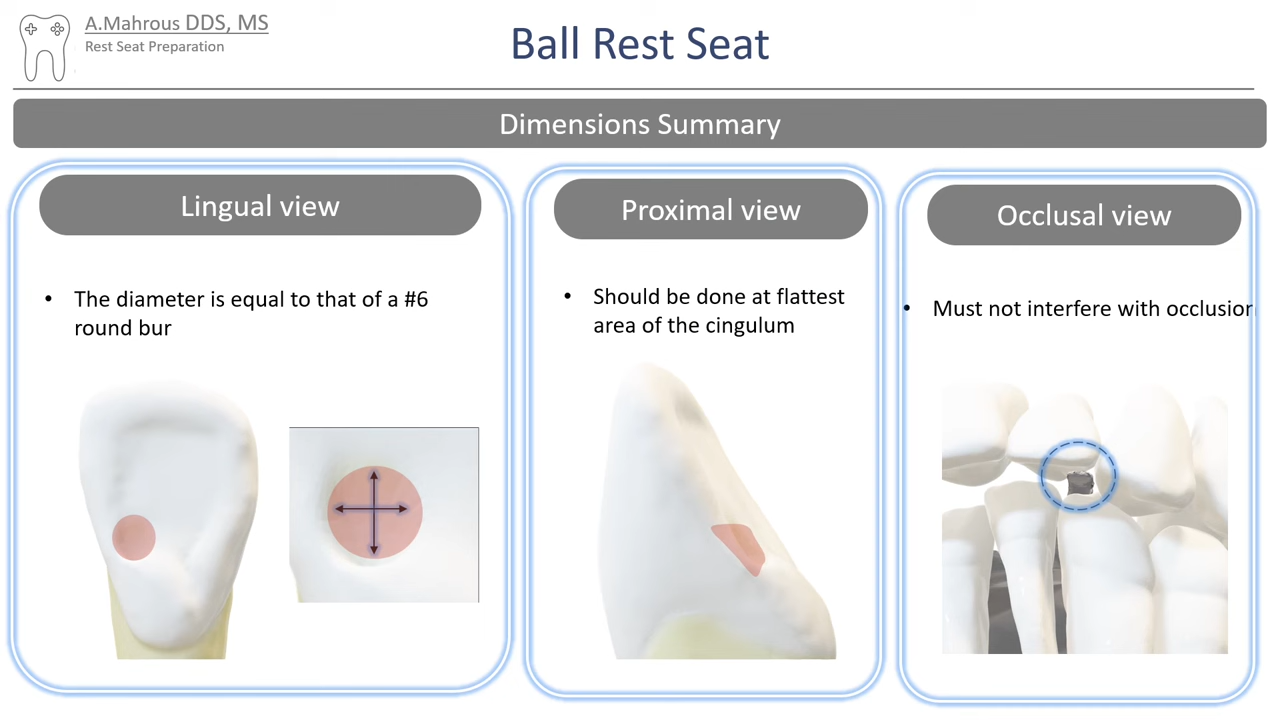 A.Mahrous DDS, MS
Rest Seat Preparation
Ball Rest Seat
Dimensions Summary
Lingual view
• The diameter is equal to that of a #6
round bur
Proximal view
• Should be done at flattest
area of the cingulum
Occlusal view
• Must not interfere with occlusion